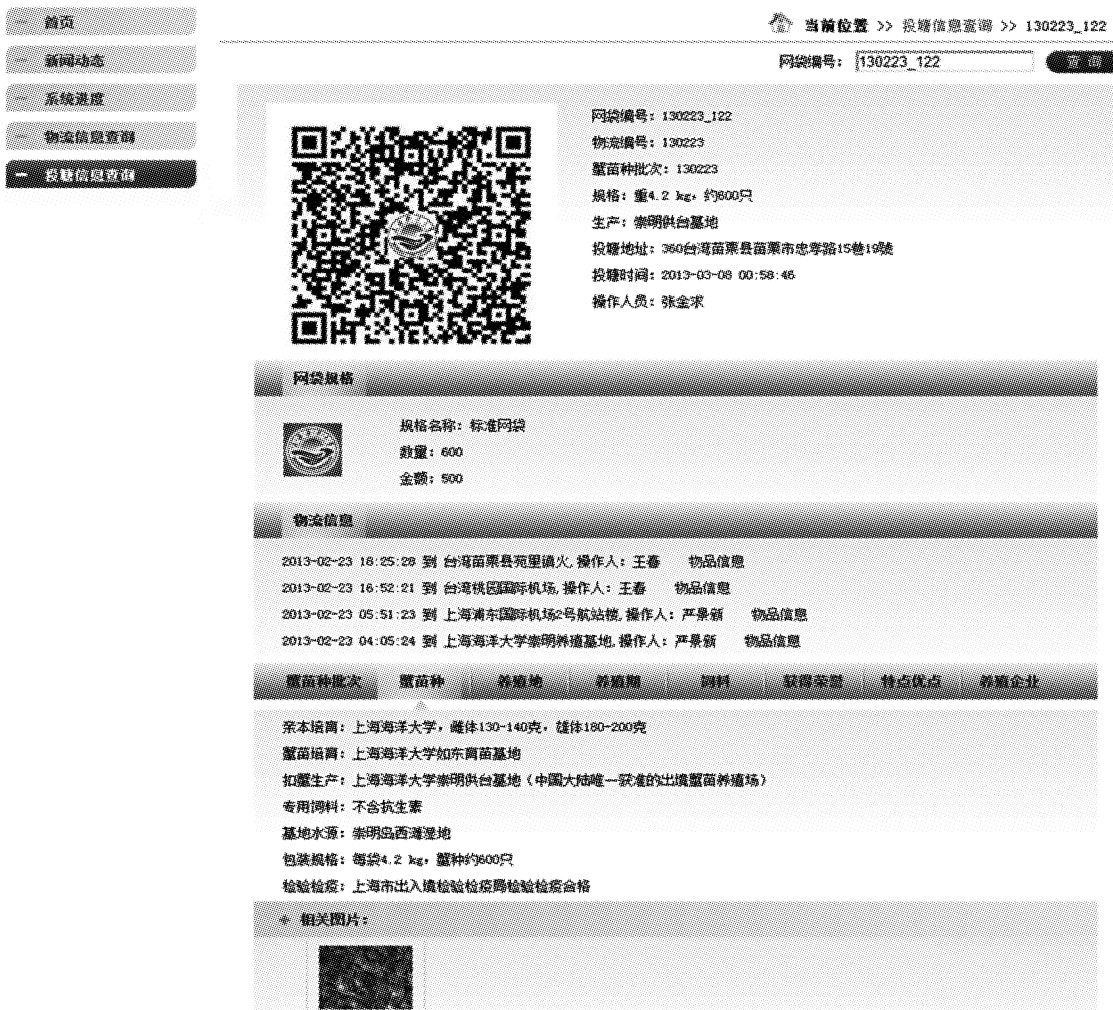 首页
新闻动态
系统进度
物流信息查询
投塘信息查询
当前位置 >> 投塘信息查询 >> 130223_122
网袋编号： 130223_122 查 询
网袋编号：130223_122
物流编号：130223
蟹苗种批次：130223
规格：重4.2 kg，约600只
生产：崇明供台基地
投塘地址：360台湾苗栗县苗栗市忠孝路15巷19號
投塘时间：2013-03-08 00:58:46
操作人员：张金求
网袋规格
规格名称：标准网袋
数量：600
金额：500
物流信息
2013-02-23 18:25:28 到 台湾苗栗县苑里镇火,操作人：王春 物品信息
2013-02-23 16:52:21 到 台湾桃园国际机场,操作人：王春 物品信息
2013-02-23 05:51:23 到 上海浦东国际机场2号航站楼,操作人：严景新 物品信息
2013-02-23 04:05:24 到 上海海洋大学崇明养殖基地,操作人：严景新 物品信息
蟹苗种批次 蟹苗种 养殖地 养殖期 饲料 获得荣誉 特点优点 养殖企业
亲本培育：上海海洋大学，雌体130-140克，雄体180-200克
蟹苗培育：上海海洋大学如东育苗基地
扣蟹生产：上海海洋大学崇明供台基地（中国大陆唯一获准的出境蟹苗养殖场）
专用饲料：不含抗生素
基地水源：崇明岛西滩湿地
包装规格：每袋4.2 kg，蟹种约600只
检验检疫：上海市出入境检验检疫局检验检疫合格
+ 相关图片：